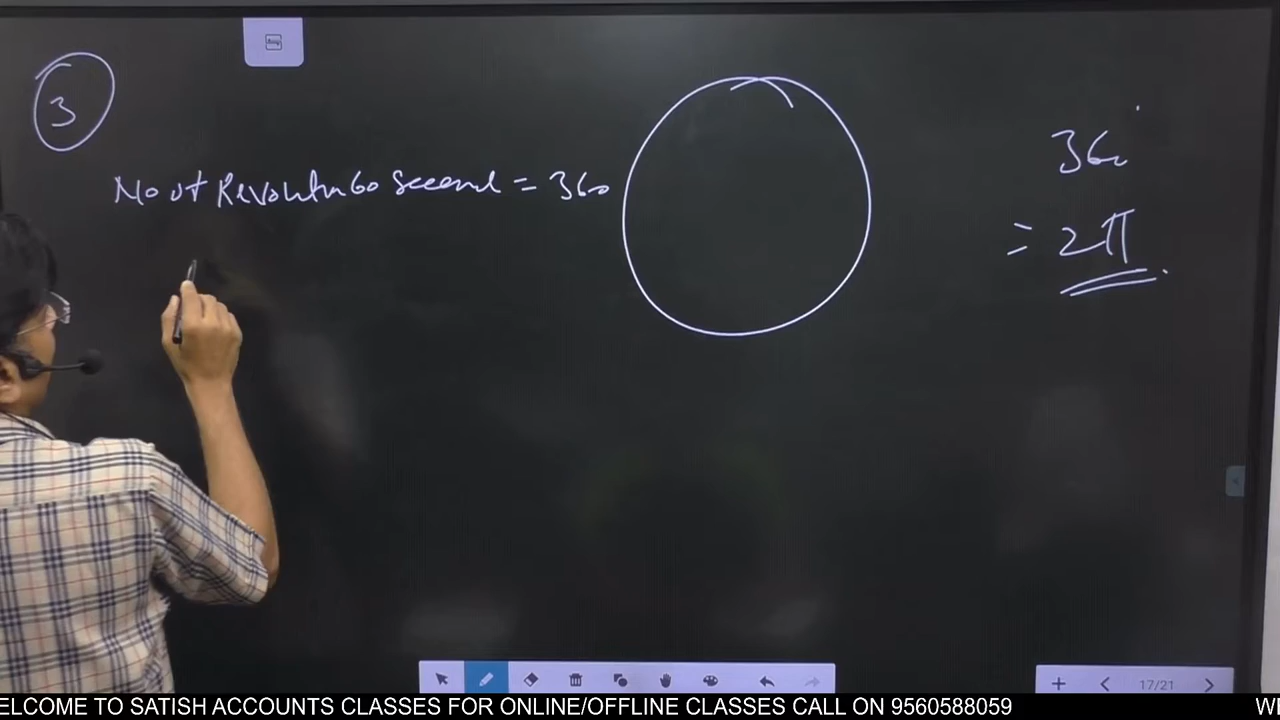 3
No of Revolution 60 Second = 360
360
= 2π
17/21
ELCOME TO SATISH ACCOUNTS CLASSES FOR ONLINE/OFFLINE CLASSES CALL ON 9560588059 W